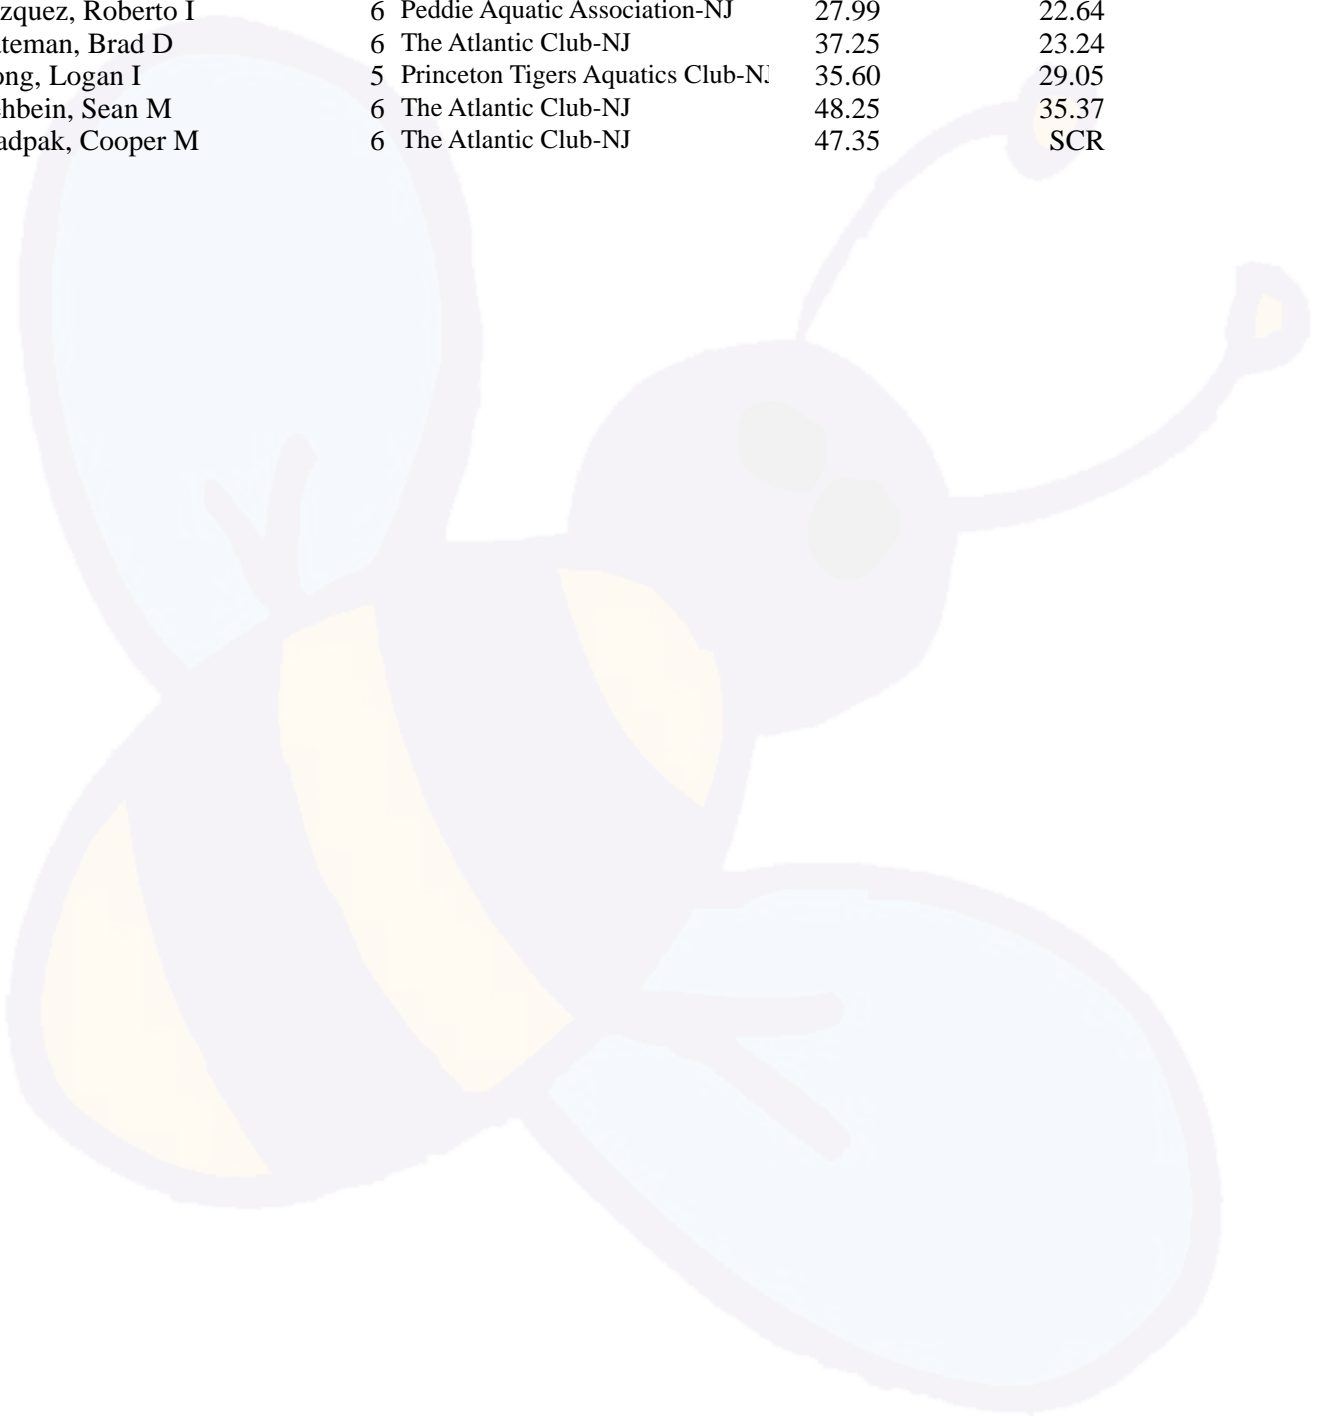 zquez, Roberto I 6 Peddie Aquatic Association-NJ 27.99 22.64
teman, Brad D 6 The Atlantic Club-NJ 37.25 23.24
ong, Logan I 5 Princeton Tigers Aquatics Club-NJ 35.60 29.05
hbein, Sean M 6 The Atlantic Club-NJ 48.25 35.37
adpak, Cooper M 6 The Atlantic Club-NJ 47.35 SCR